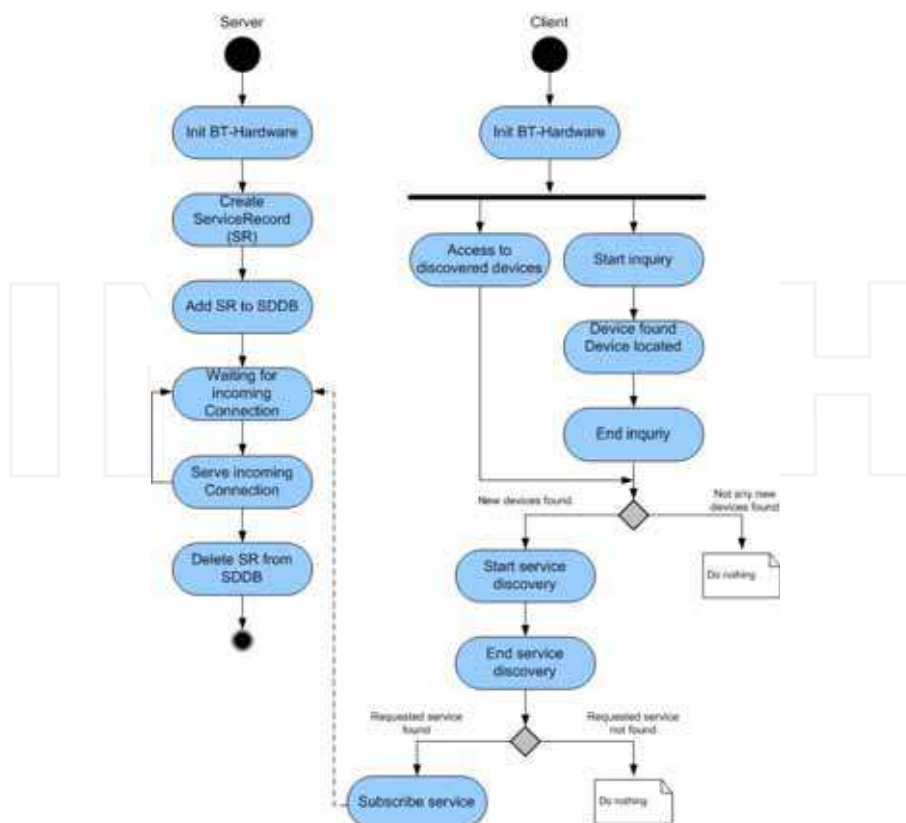 Server
Client
Init BT-Hardware
Init BT-Hardware
Create
ServiceRecord
(SR)
Access to
discovered devices
Start inquiry
Add SR to SDDB
Device found
Device located
Waiting for
incoming
Connection
End inquriy
Serve incoming
Connection
New devices found
Not any new
devices found
Delete SR from
SDDB
Start service
discovery
Do nothing
End service
discovery
Requested service
found
Requested service
not found
Subscribe service
Do nothing